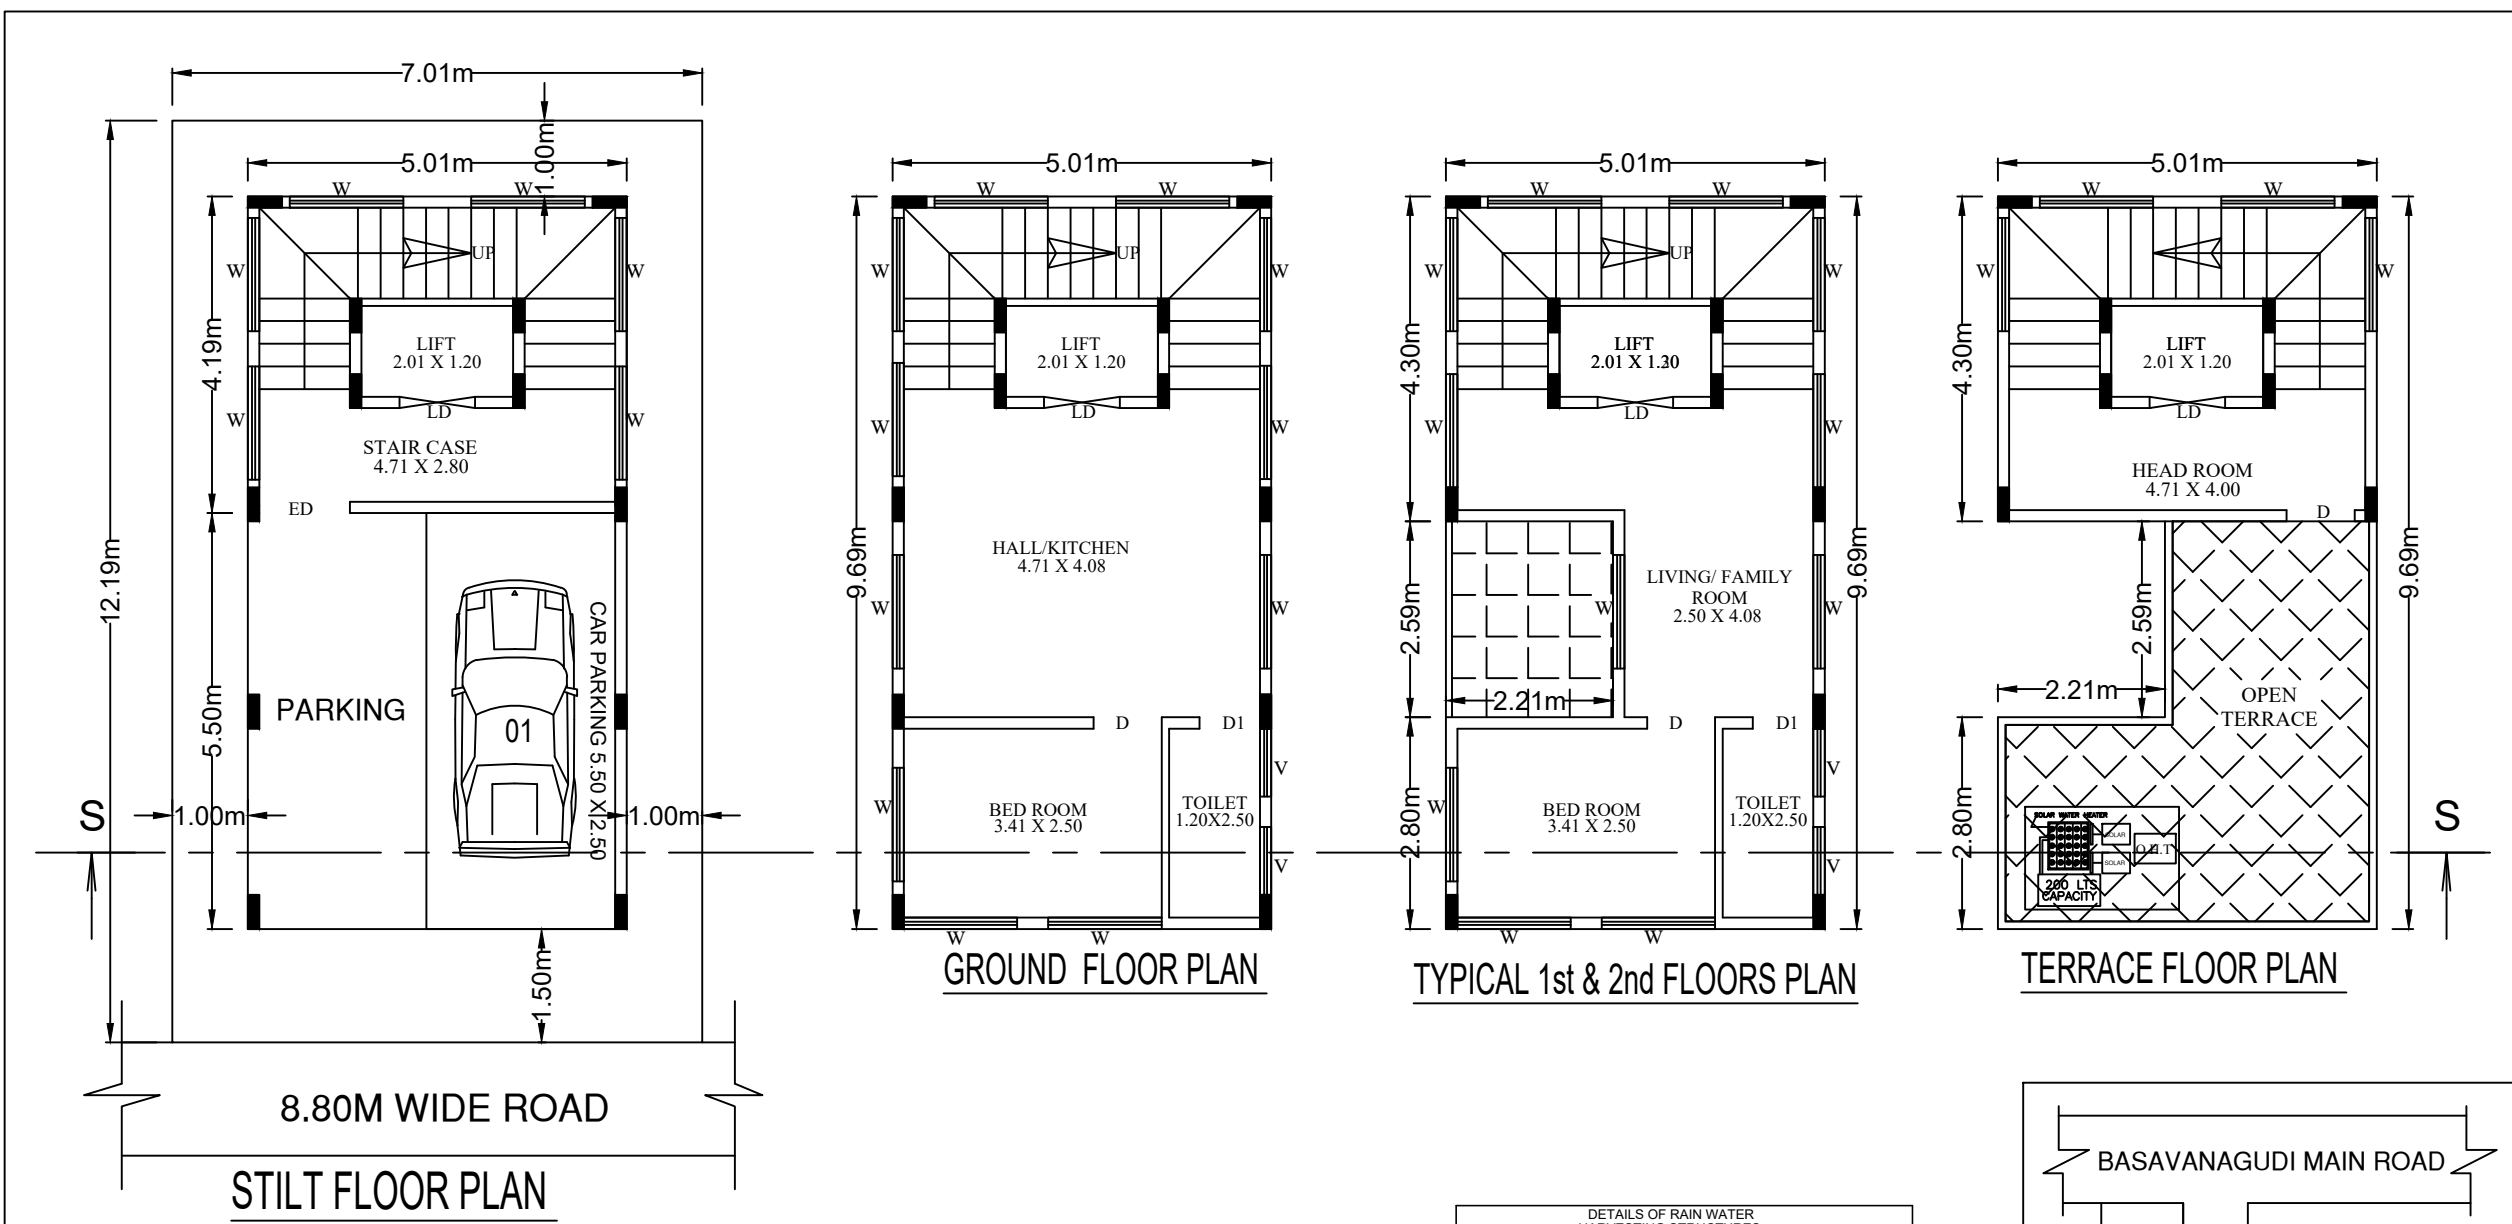 7.01m
1.00m
5.01m
W
W
UP
W
W
LIFT
2.01 X 1.20
4.19m
LD
W
W
STAIR CASE
4.71 X 2.80
ED
12.19m
CAR PARKING 5.50 X 2.50
PARKING
01
5.50m
S
1.00m
1.00m
1.50m
8.80M WIDE ROAD
STILT FLOOR PLAN
5.01m
W
W
UP
W
W
LIFT
2.01 X 1.20
LD
W
W
HALL/KITCHEN
4.71 X 4.08
9.69m
W
W
D
D1
V
BED ROOM
3.41 X 2.50
TOILET
1.20X2.50
W
V
W
W
GROUND FLOOR PLAN
5.01m
W
W
UP
W
W
LIFT
4.30m
LD
W
W
LIVING/ FAMILY
ROOM
2.50 X 4.08
9.69m
2.59m
W
W
2.21m
D
D1
V
BED ROOM
3.41 X 2.50
TOILET
1.20X2.50
W
2.80m
V
W
W
TYPICAL 1st & 2nd FLOORS PLAN
5.01m
W
W
W
W
LIFT
2.01 X 1.20
4.30m
LD
HEAD ROOM
4.71 X 4.00
D
9.69m
2.59m
2.21m
OPEN
TERRACE
SOLAR WATER HEATER
SOLAR
SOLAR
O.H.T
200 LTS
CAPACITY
2.80m
S
TERRACE FLOOR PLAN
BASAVANAGUDI MAIN ROAD
DETAILS OF RAIN WATER